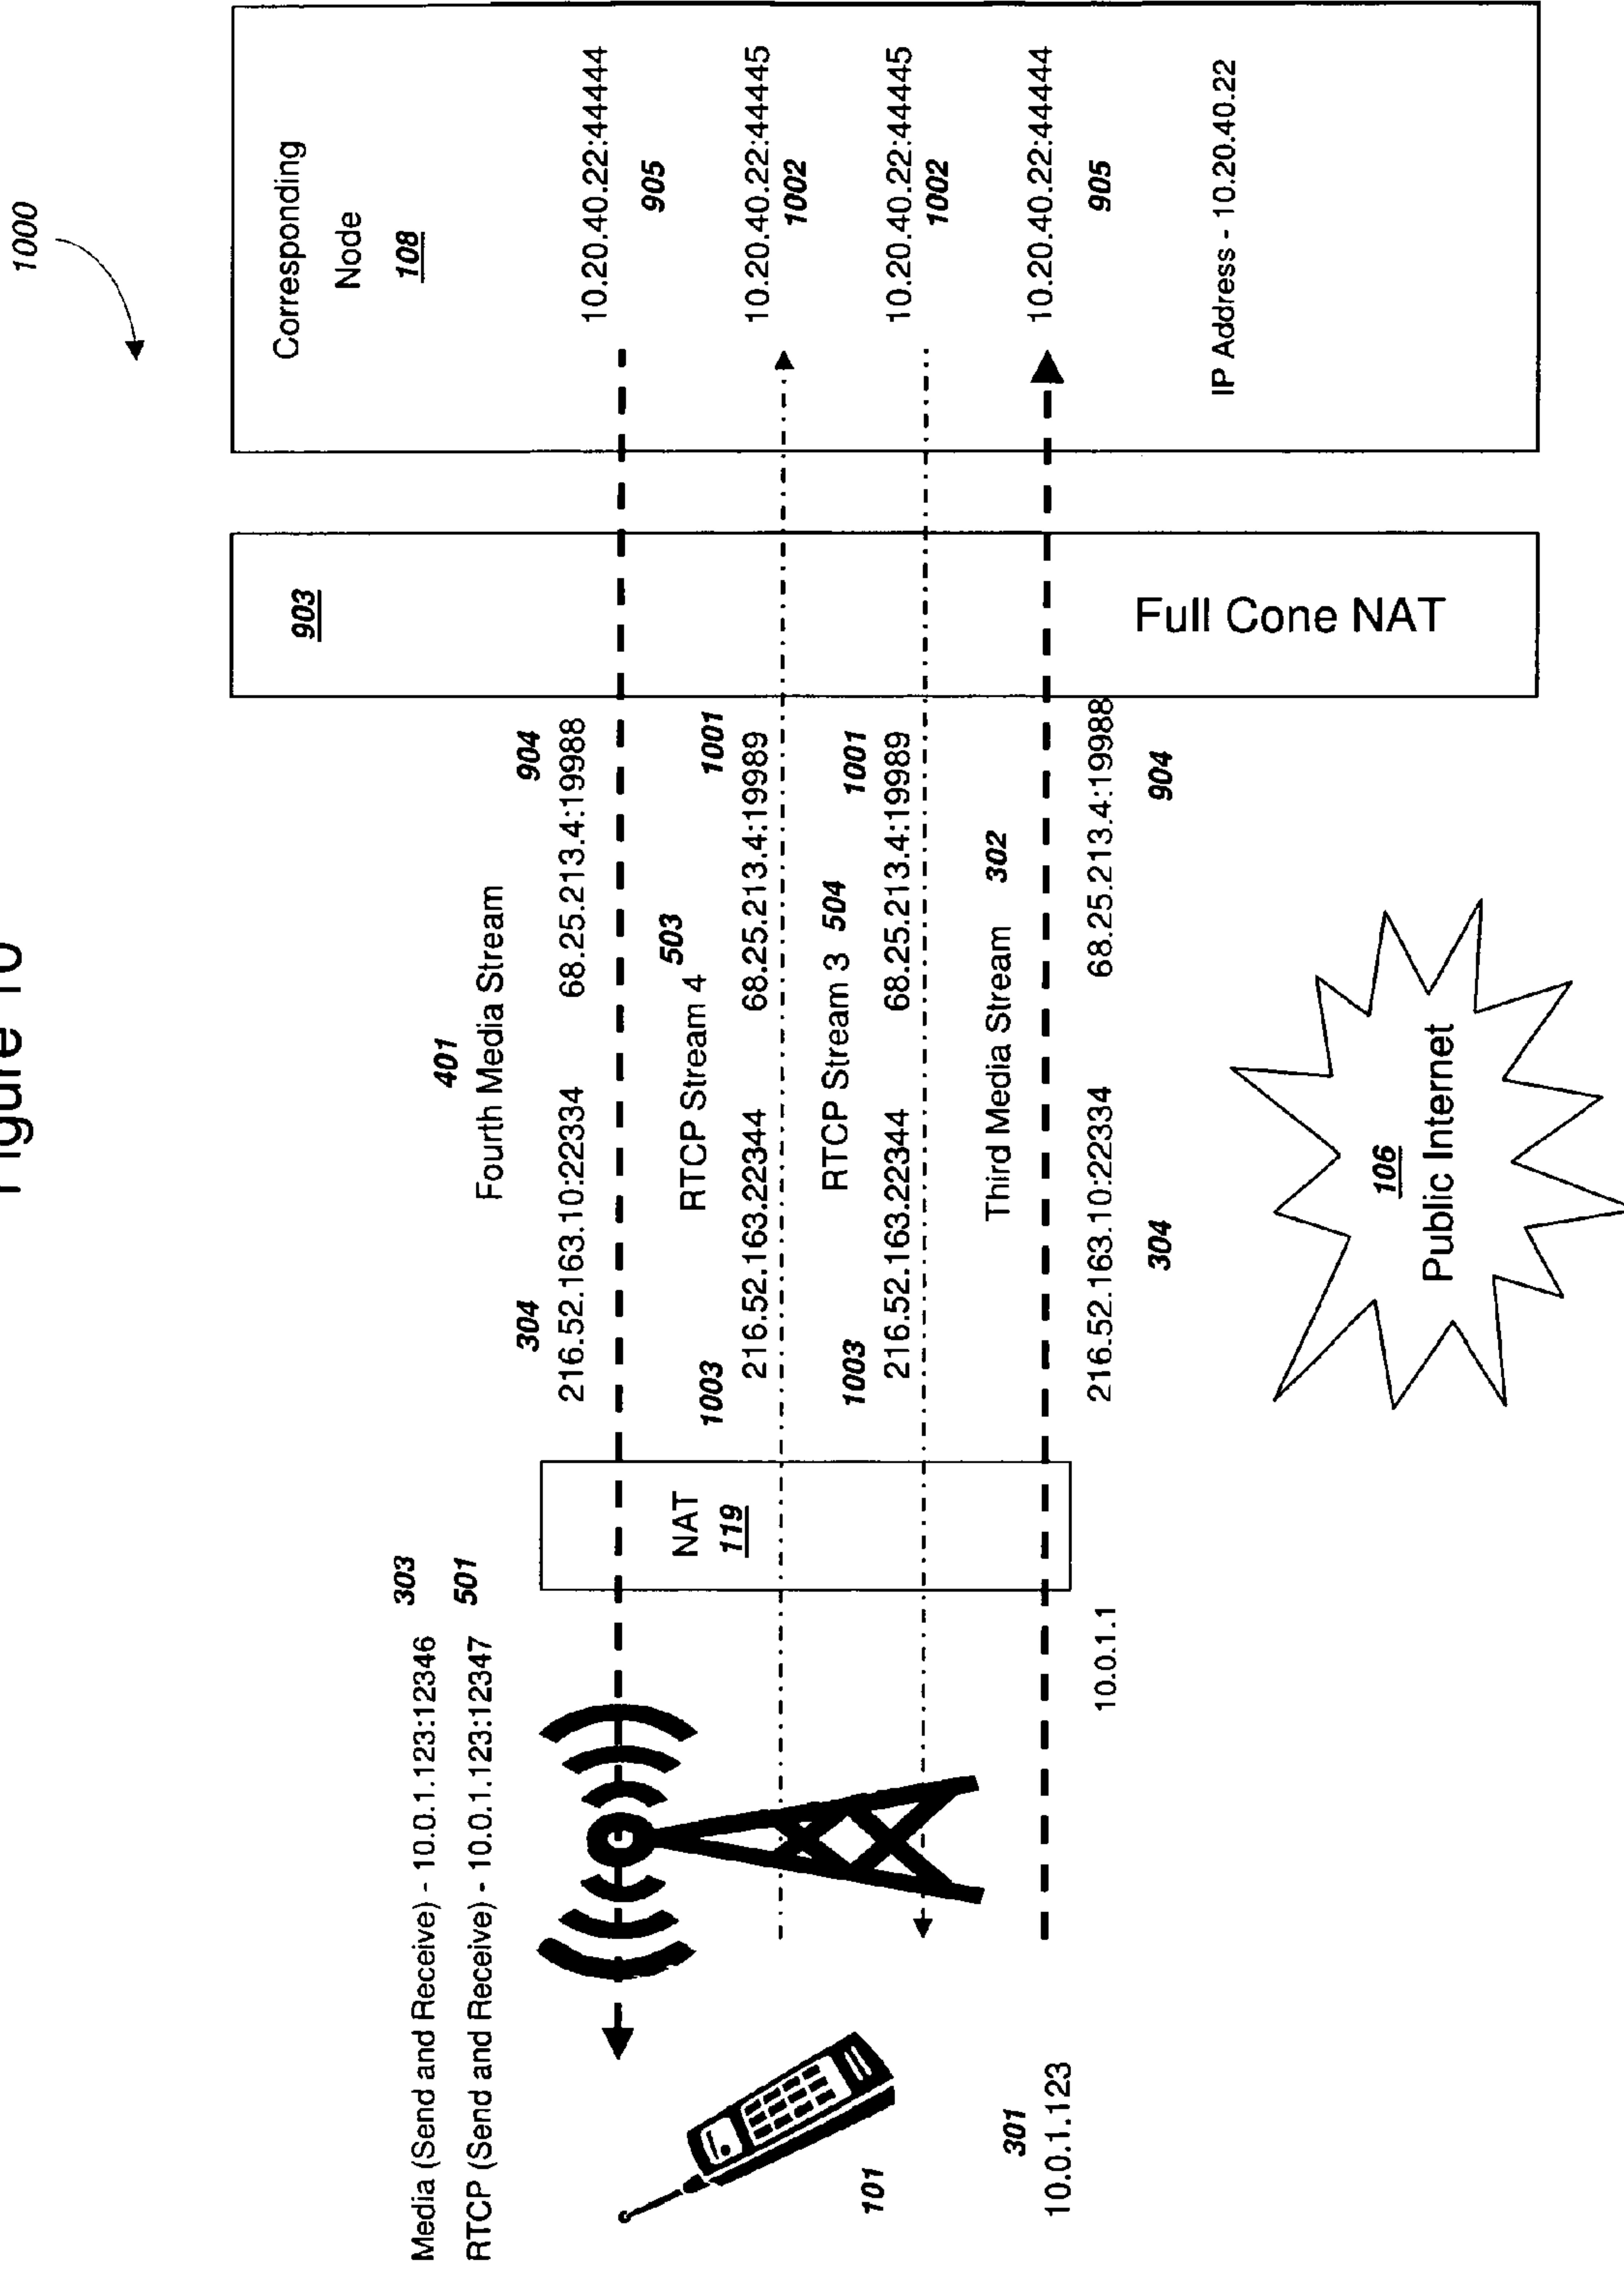 Figure 10
1000
Media (Send and Receive) - 10.0.1.123:12346 303
RTCP (Send and Receive) - 10.0.1.123:12347 501
401
Fourth Media Stream
304
904
216.52.163.10:22334
68.25.213.4:19988
903
Corresponding
Node
108
10.20.40.22:44444
905
NAT
119
503
RTCP Stream 4
1003
1001
216.52.163.22344
68.25.213.4:19989
10.20.40.22:44445
1002
RTCP Stream 3 504
1003
1001
216.52.163.22344
68.25.213.4:19989
10.20.40.22:44445
1002
101
Third Media Stream 302
301
10.0.1.123
10.0.1.1
216.52.163.10:22334
68.25.213.4:19988
304
904
10.20.40.22:44444
905
Full Cone NAT
IP Address - 10.20.40.22
106
Public Internet